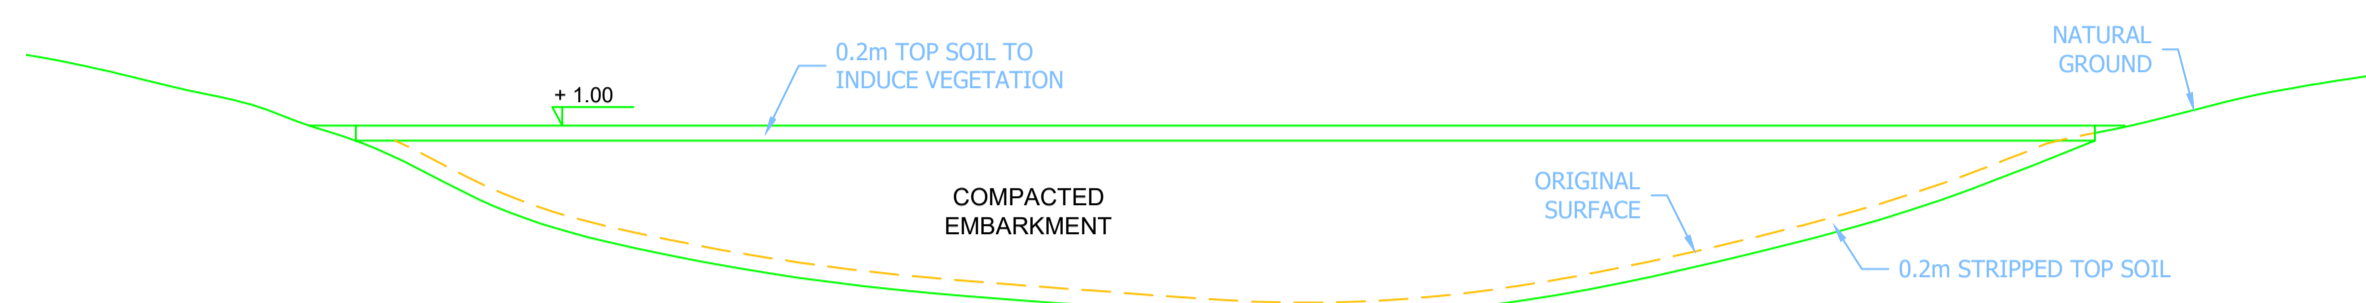 NATURAL
GROUND
0.2m TOP SOIL TO
INDUCE VEGETATION
+ 1.00
COMPACTED
EMBARKMENT
ORIGINAL
SURFACE
0.2m STRIPPED TOP SOIL